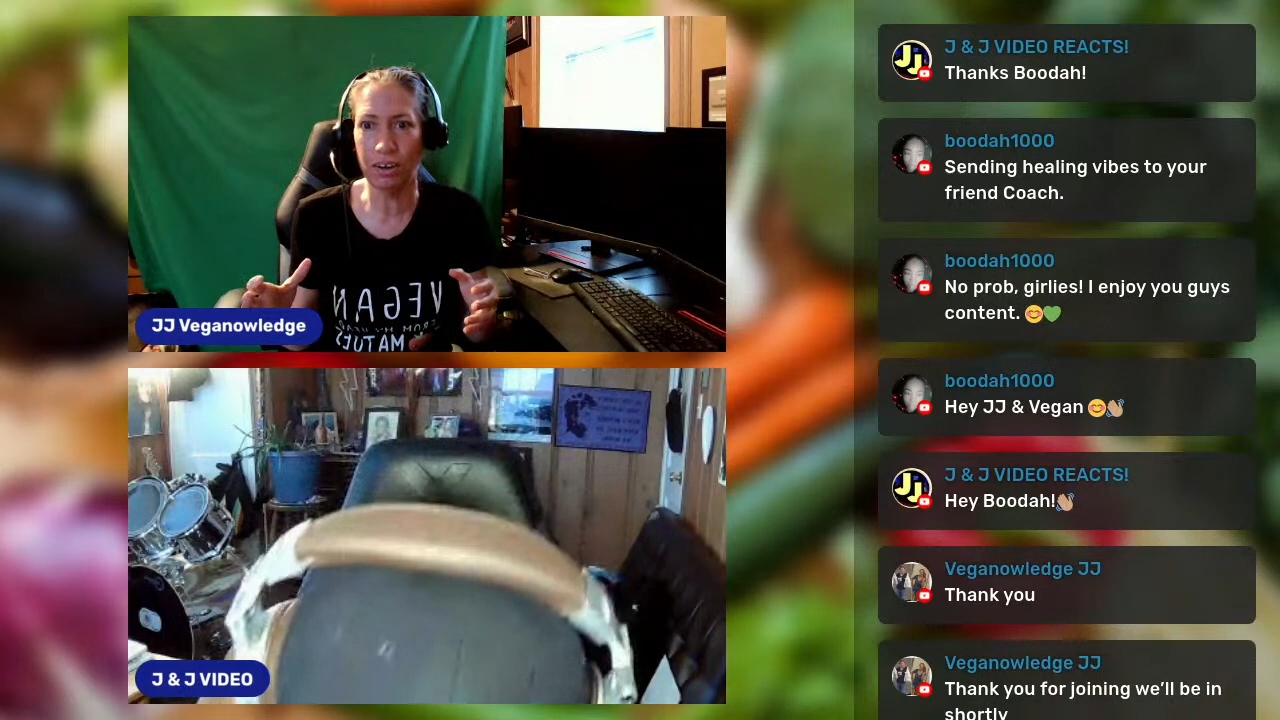 VEGAN
JJ Veganowledge
J & J VIDEO
J & J VIDEO REACTS!
Thanks Boodah!
boodah1000
Sending healing vibes to your
friend Coach.
boodah1000
No prob, girlies! I enjoy you guys
content. 😊💚
boodah1000
Hey JJ & Vegan 😊👋🏼
J & J VIDEO REACTS!
Hey Boodah!👋🏼
Veganowledge JJ
Thank you
Veganowledge JJ
Thank you for joining we’ll be in
shortly